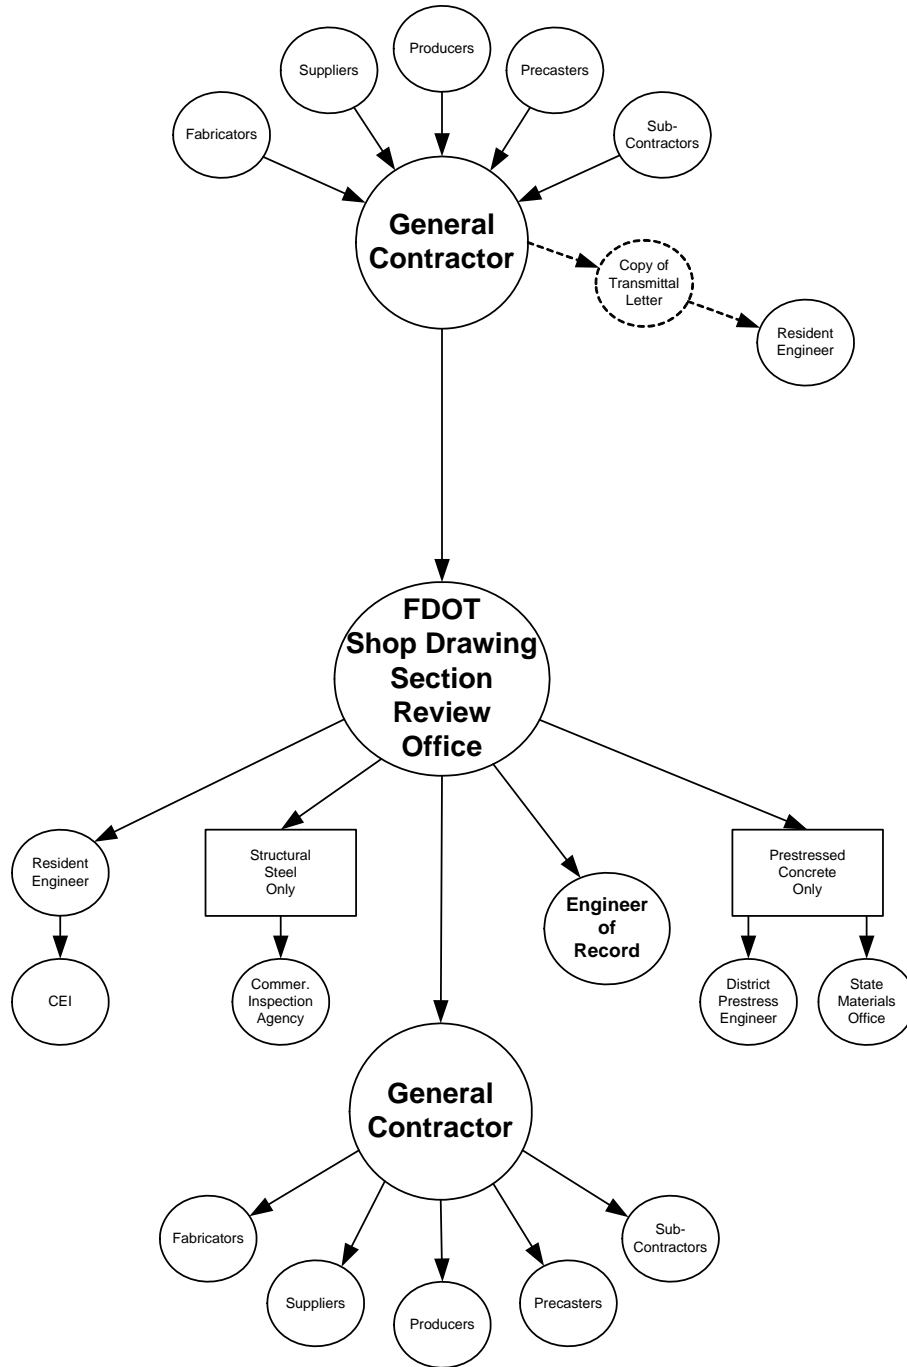 Producers
Suppliers
Precasters
Fabricators
Sub-
Contractors
General
Contractor
Copy of
Transmittal
Letter
Resident
Engineer
FDOT
Shop Drawing
Section
Review
Office
Resident
Engineer
Structural
Steel
Only
Engineer
of
Record
Prestressed
Concrete
Only
CEI
Commer.
Inspection
Agency
District
Prestress
Engineer
State
Materials
Office
General
Contractor
Fabricators
Suppliers
Producers
Precasters
Sub-
Contractors